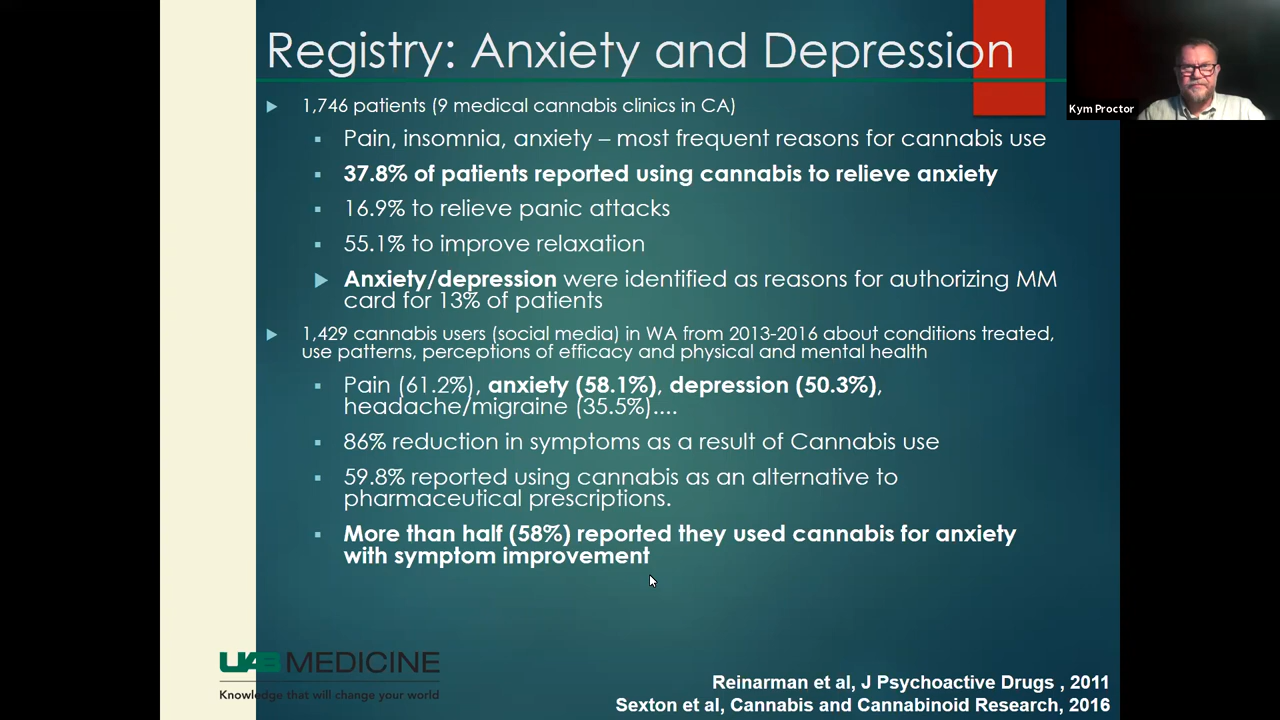 Registry: Anxiety and Depression
Kym Proctor
1,746 patients (9 medical cannabis clinics in CA)
Pain, insomnia, anxiety – most frequent reasons for cannabis use
37.8% of patients reported using cannabis to relieve anxiety
16.9% to relieve panic attacks
55.1% to improve relaxation
Anxiety/depression were identified as reasons for authorizing MM
card for 13% of patients
1,429 cannabis users (social media) in WA from 2013-2016 about conditions treated,
use patterns, perceptions of efficacy and physical and mental health
Pain (61.2%), anxiety (58.1%), depression (50.3%),
headache/migraine (35.5%)....
86% reduction in symptoms as a result of Cannabis use
59.8% reported using cannabis as an alternative to
pharmaceutical prescriptions.
More than half (58%) reported they used cannabis for anxiety
with symptom improvement
UAB MEDICINE
Knowledge that will change your world
Reinarman et al, J Psychoactive Drugs , 2011
Sexton et al, Cannabis and Cannabinoid Research, 2016